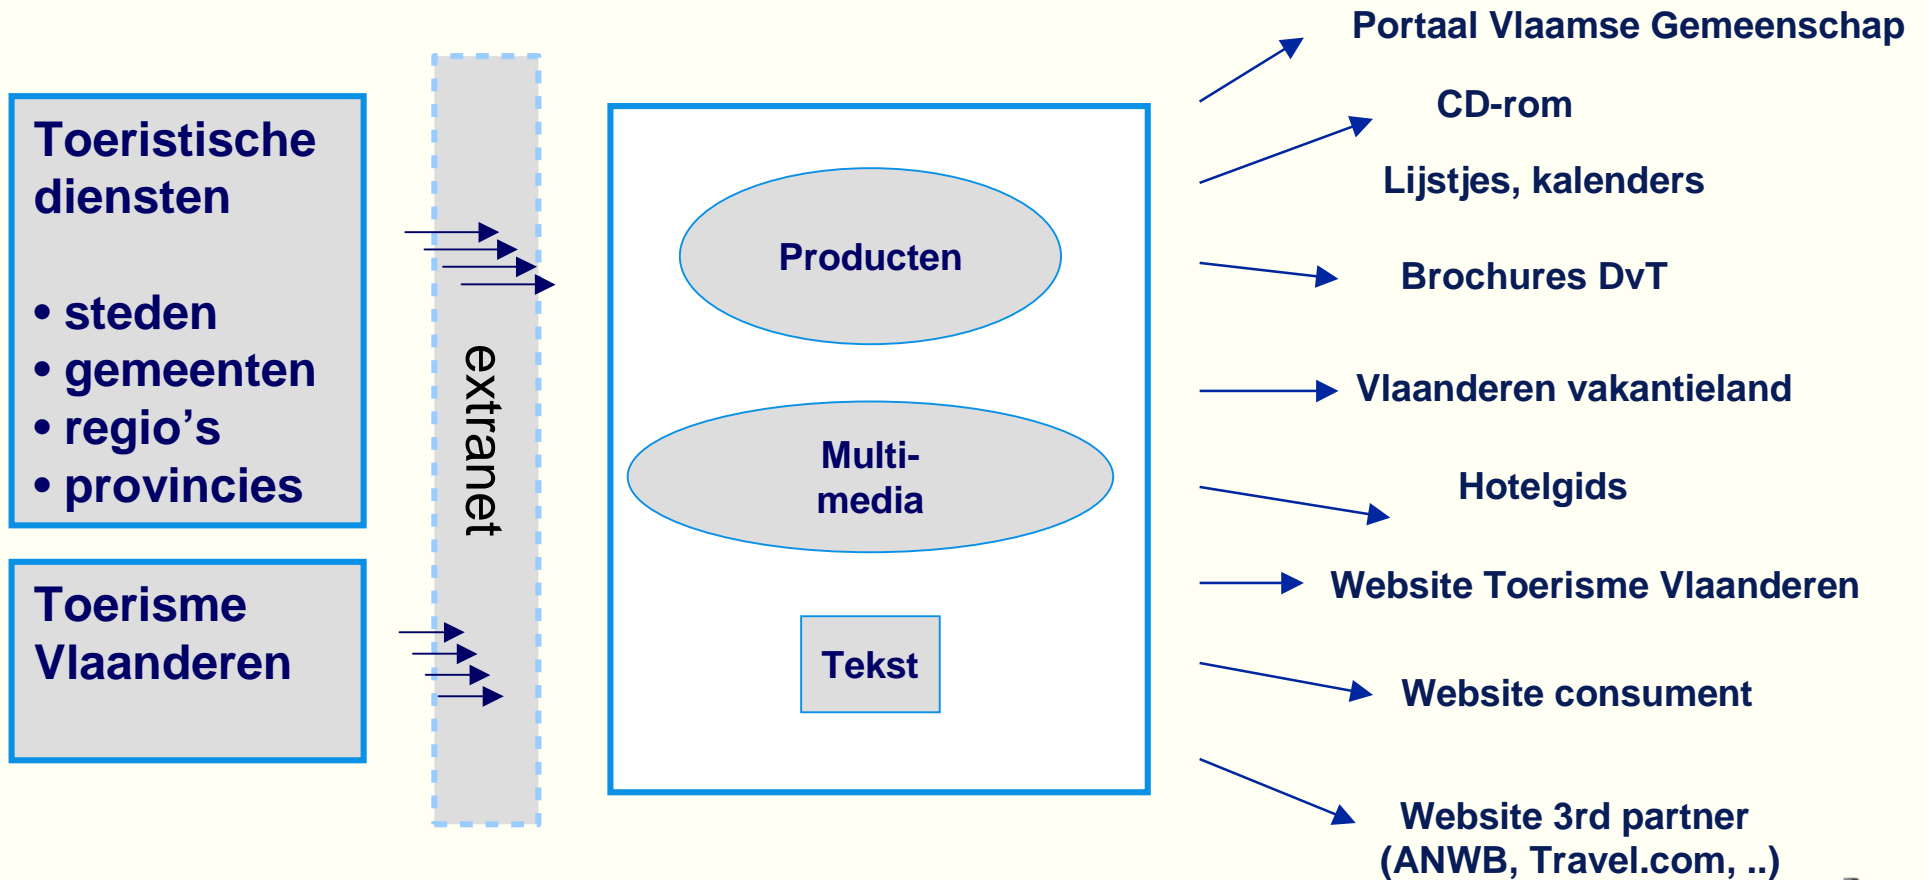 Toeristische
diensten
• steden
• gemeenten
• regio’s
• provincies
Toerisme
Vlaanderen
extranet
Producten
Multi-
media
Tekst
Portaal Vlaamse Gemeenschap
CD-rom
Lijstjes, kalenders
Brochures DvT
Vlaanderen vakantieland
Hotelgids
Website Toerisme Vlaanderen
Website consument
Website 3rd partner
(ANWB, Travel.com, ..)